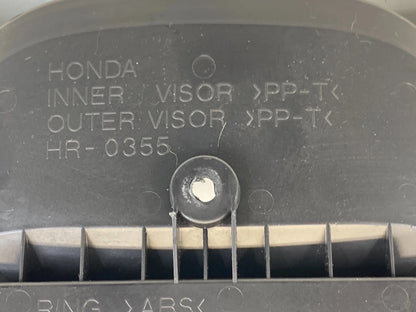 HONDA
INNER VISOR >PP-T<
OUTER VISOR >PP-T<
HR-0355
RING >ABS<